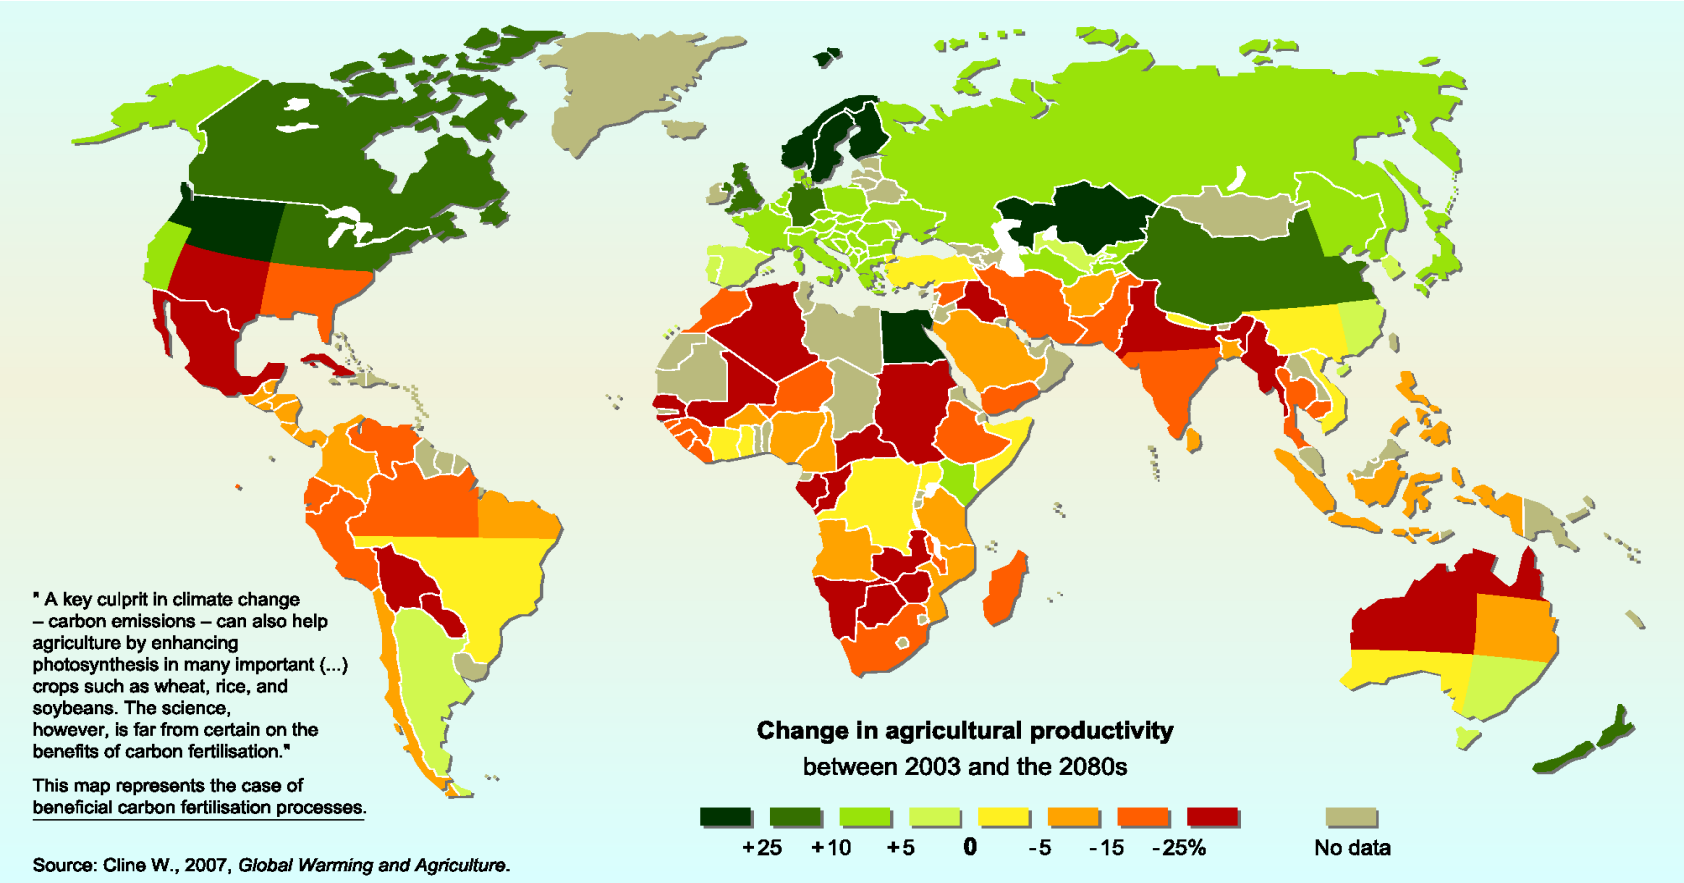 " A key culprit in climate change
– carbon emissions – can also help
agriculture by enhancing
photosynthesis in many important (...)
crops such as wheat, rice, and
soybeans. The science,
however, is far from certain on the
benefits of carbon fertilisation."
This map represents the case of
beneficial carbon fertilisation processes.
Source: Cline W., 2007, Global Warming and Agriculture.
Change in agricultural productivity
between 2003 and the 2080s
+25 +10 +5 0 -5 -15 -25% No data